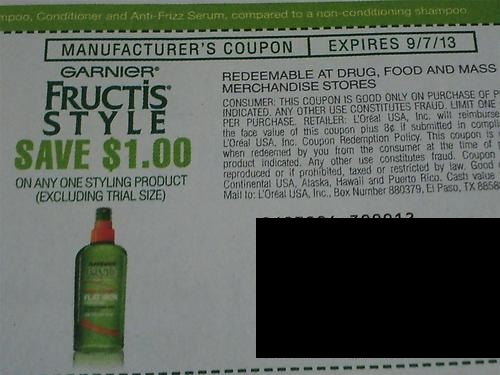 Conditioner and Anti-Frizz Serum, compared to a non-conditioning shampoo.
MANUFACTURER'S COUPON EXPIRES 9/7/13
GARNIER®
FRUCTIS®
STYLE
SAVE $1.00
ON ANY ONE STYLING PRODUCT
(EXCLUDING TRIAL SIZE)
REDEEMABLE AT DRUG, FOOD AND MASS
MERCHANDISE STORES
CONSUMER: THIS COUPON IS GOOD ONLY ON PURCHASE OF
INDICATED. ANY OTHER USE CONSTITUTES FRAUD. LIMIT ONE
PER PURCHASE. RETAILER: L'Oréal USA, Inc. will reimburse
the face value of this coupon plus 8¢ if submitted in
L'Oréal USA, Inc. Coupon Redemption Policy. This coupon is
when redeemed by you from the consumer at the time of
product indicated. Any other use constitutes fraud. Coupon
reproduced or if prohibited, taxed or restricted by law. Good
Continental USA, Alaska, Hawaii and Puerto Rico. Cash value
Mail to: L'Oréal USA, Inc., Box Number 880379, El Paso, TX
GARNIER
FLAT IRON